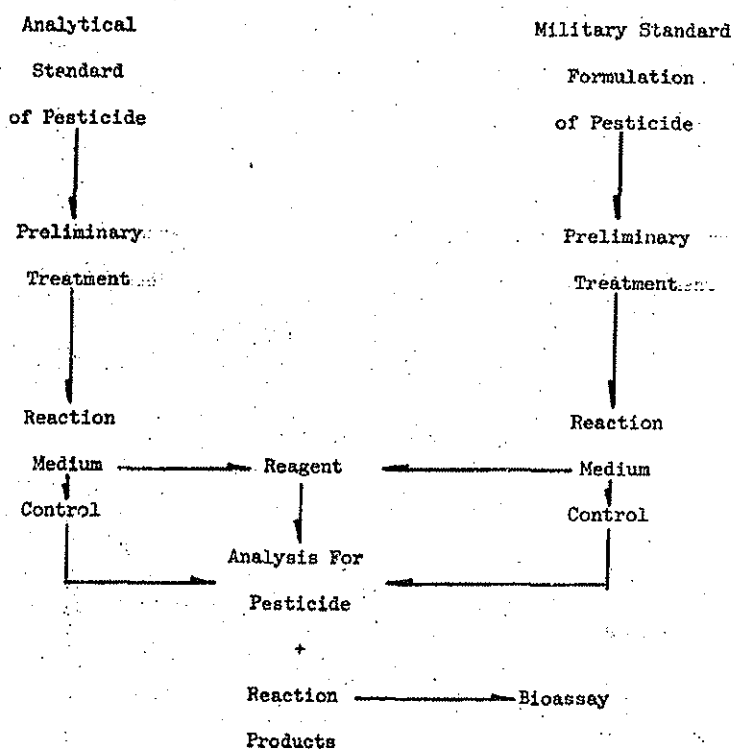 Analytical
Standard
of Pesticide
Military Standard
Formulation
of Pesticide
Preliminary
Treatment
Preliminary
Treatment
Reaction
Medium
Control
Reagent
Reaction
Medium
Control
Analysis For
Pesticide
+
Reaction
Products
Bioassay